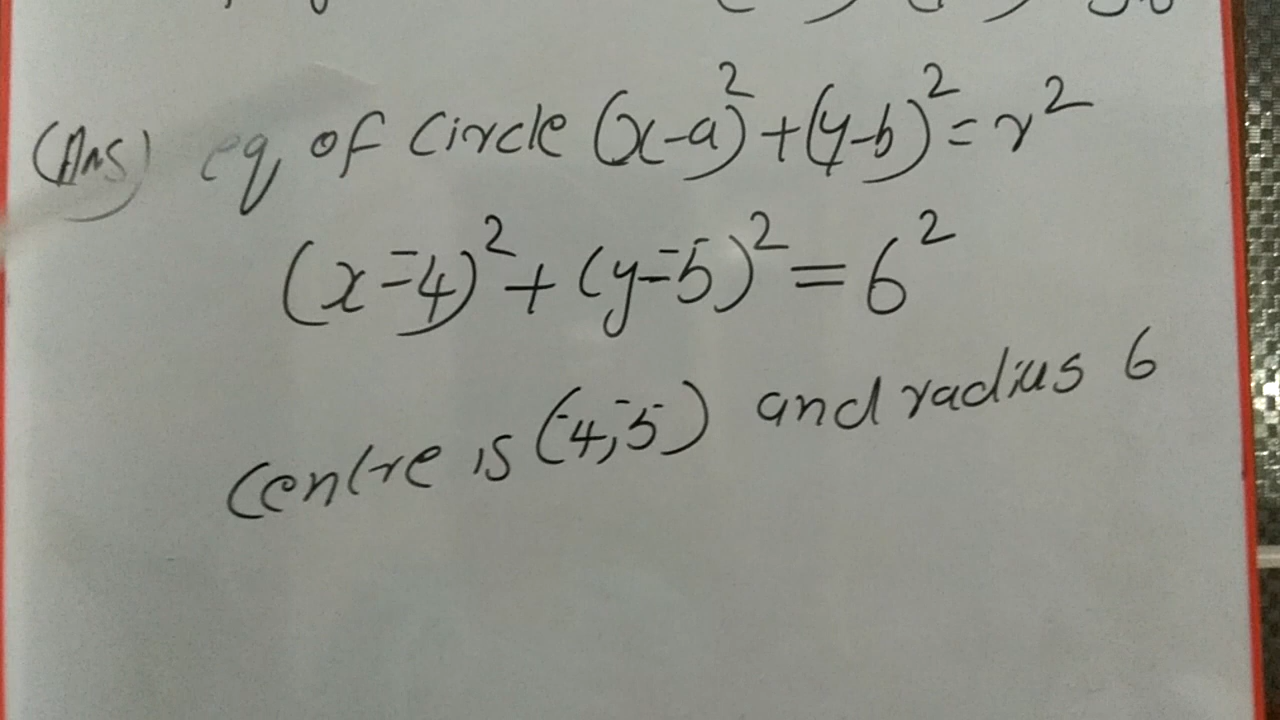 (Ans) eq of Circle (x-a)²+(y-b)²=r²
(x-⁻4)²+(y-⁻5)²=6²
Centre is (⁻4,⁻5) and radius 6